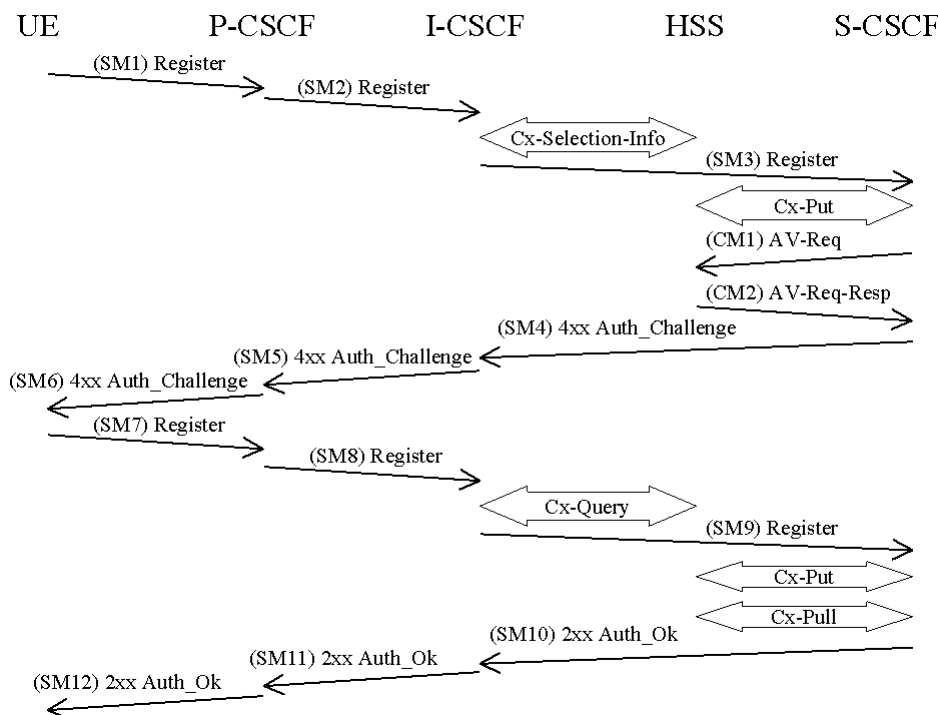 UE P-CSCF I-CSCF HSS S-CSCF
(SM1) Register
(SM2) Register
Cx-Selection-Info
(SM3) Register
Cx-Put
(CM1) AV-Req
(CM2) AV-Req-Resp
(SM4) 4xx Auth_Challenge
(SM5) 4xx Auth_Challenge
(SM6) 4xx Auth_Challenge
(SM7) Register
(SM8) Register
Cx-Query
(SM9) Register
Cx-Put
Cx-Pull
(SM10) 2xx Auth_Ok
(SM11) 2xx Auth_Ok
(SM12) 2xx Auth_Ok